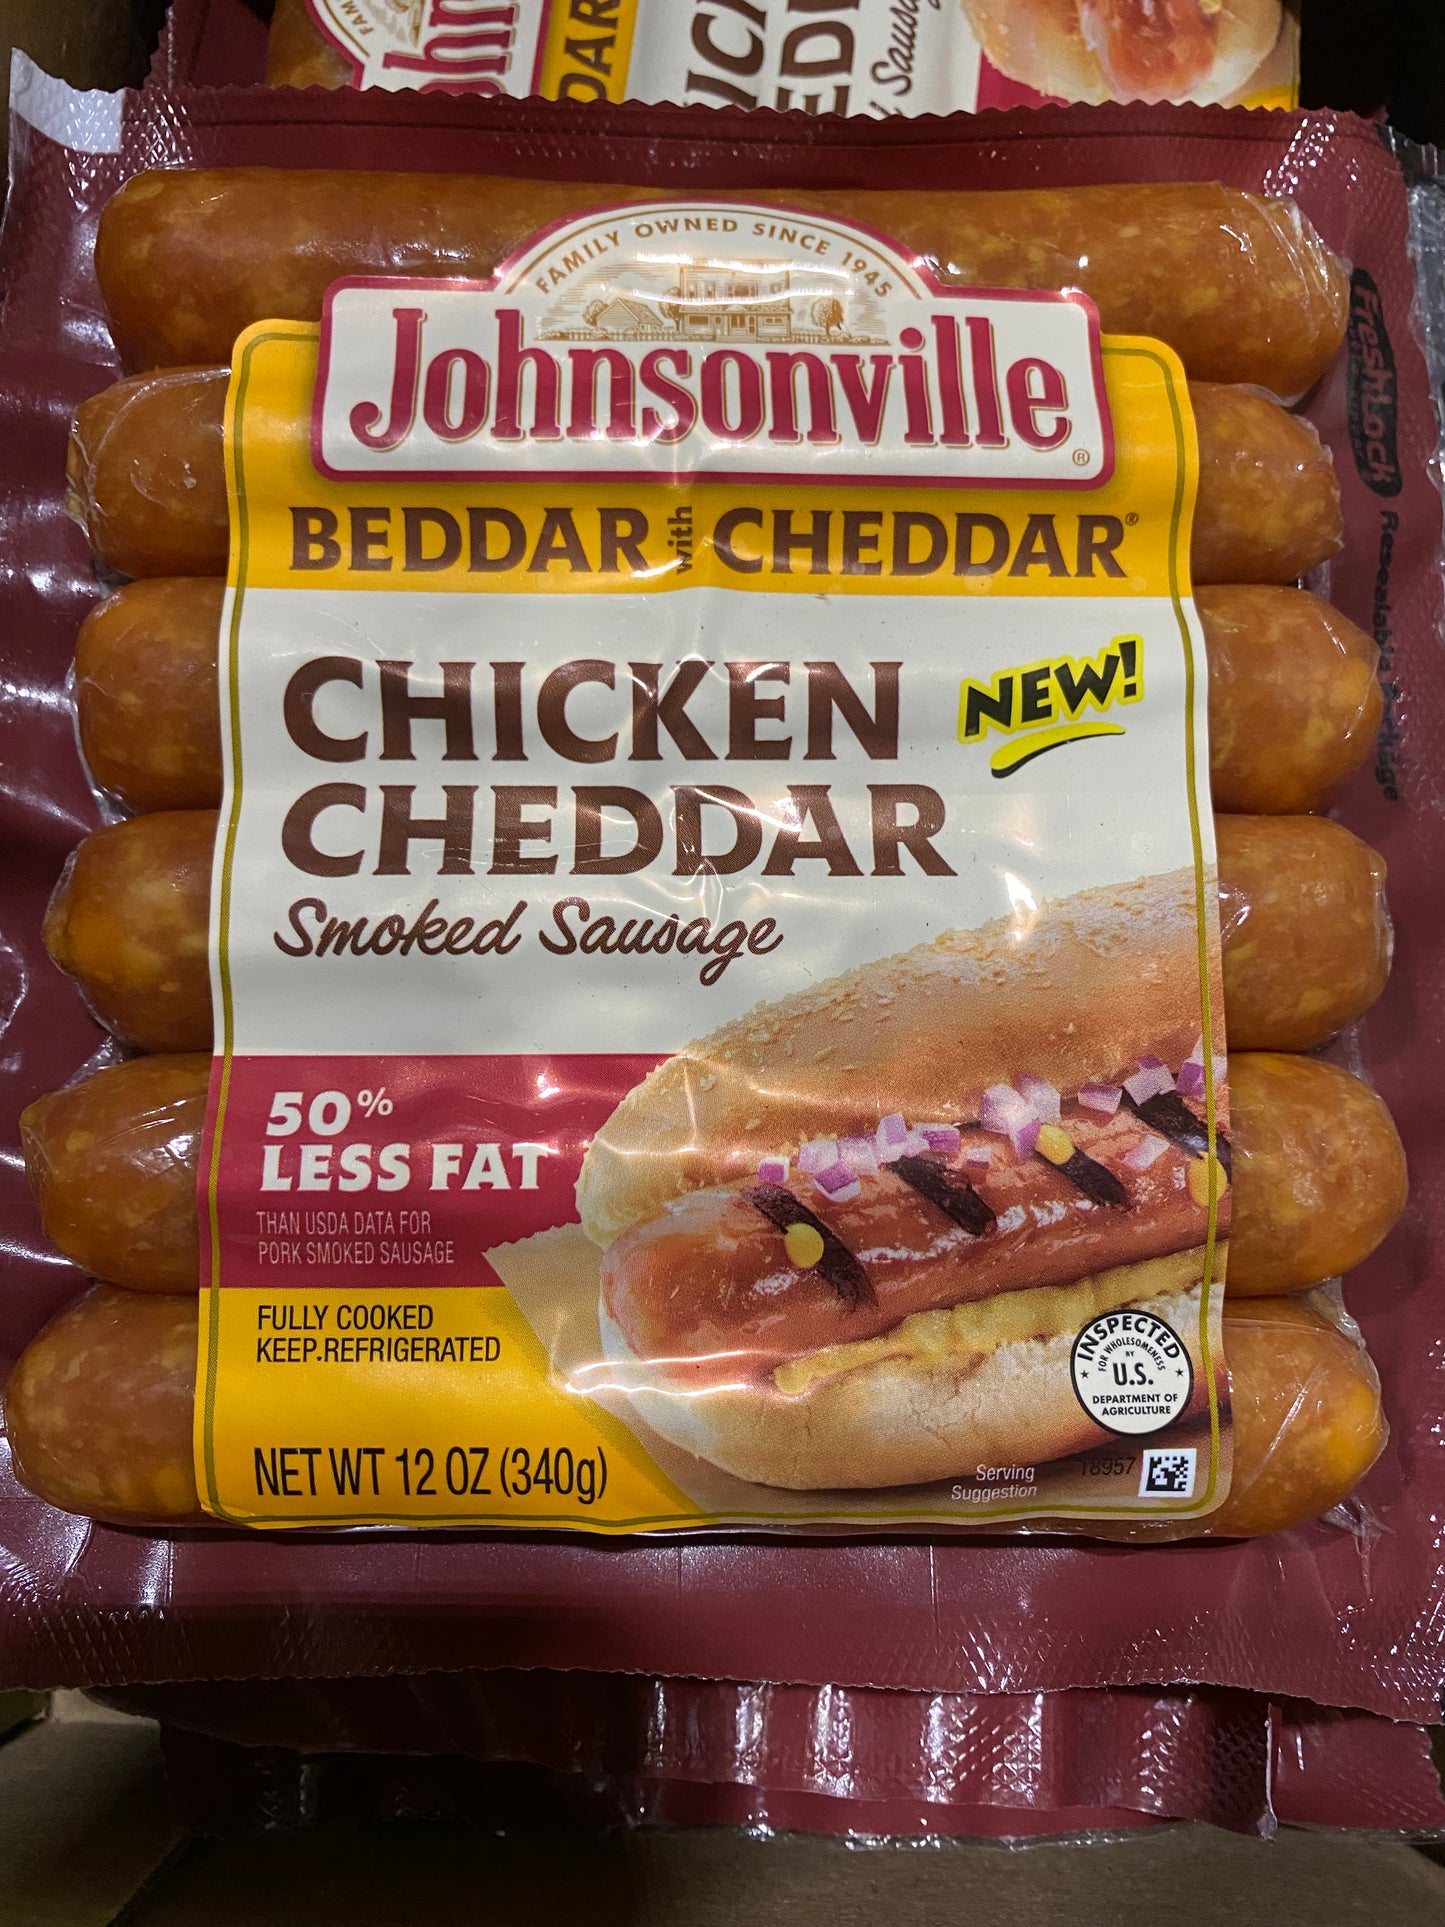 FAMILY OWNED SINCE 1945
Johnsonville®
BEDDAR with CHEDDAR®
CHICKEN
CHEDDAR
NEW!
Smoked Sausage
50%
LESS FAT
THAN USDA DATA FOR
PORK SMOKED SAUSAGE
FULLY COOKED
KEEP REFRIGERATED
NET WT 12 OZ (340g)
INSPECTED
FOR WHOLESOMENESS
BY
U.S.
DEPARTMENT OF
AGRICULTURE
Serving
Suggestion
18957
FreshLock
Resealable Package
DAR
Sausa